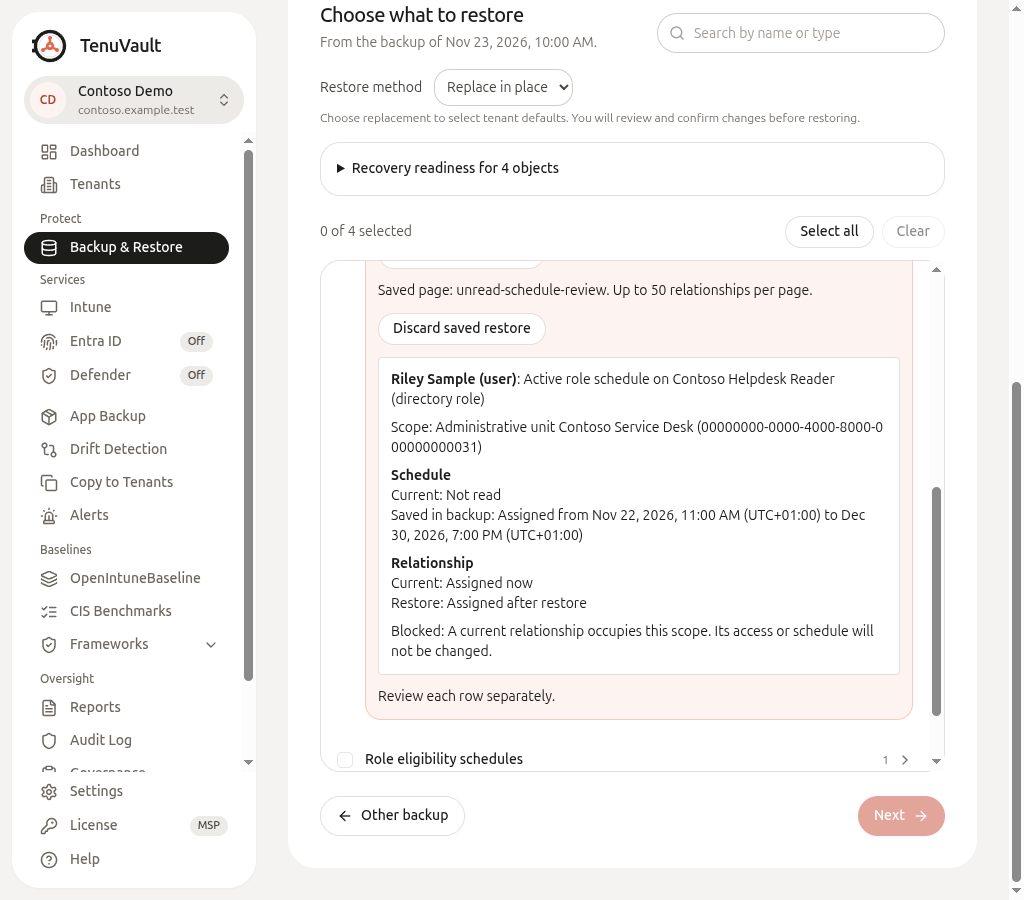 TenuVault
CD
Contoso Demo
contoso.example.test
Dashboard
Tenants
Protect
Backup & Restore
Services
Intune
Entra ID
Off
Defender
Off
App Backup
Drift Detection
Copy to Tenants
Alerts
Baselines
OpenIntuneBaseline
CIS Benchmarks
Frameworks
Oversight
Reports
Audit Log
Governance
Settings
License
MSP
Help
Choose what to restore
From the backup of Nov 23, 2026, 10:00 AM.
Search by name or type
Restore method
Replace in place
Choose replacement to select tenant defaults. You will review and confirm changes before restoring.
Recovery readiness for 4 objects
0 of 4 selected
Select all
Clear
Saved page: unread-schedule-review. Up to 50 relationships per page.
Discard saved restore
Riley Sample (user): Active role schedule on Contoso Helpdesk Reader
(directory role)
Scope: Administrative unit Contoso Service Desk (00000000-0000-4000-8000-0
00000000031)
Schedule
Current: Not read
Saved in backup: Assigned from Nov 22, 2026, 11:00 AM (UTC+01:00) to Dec
30, 2026, 7:00 PM (UTC+01:00)
Relationship
Current: Assigned now
Restore: Assigned after restore
Blocked: A current relationship occupies this scope. Its access or schedule will
not be changed.
Review each row separately.
Role eligibility schedules
1
Other backup
Next